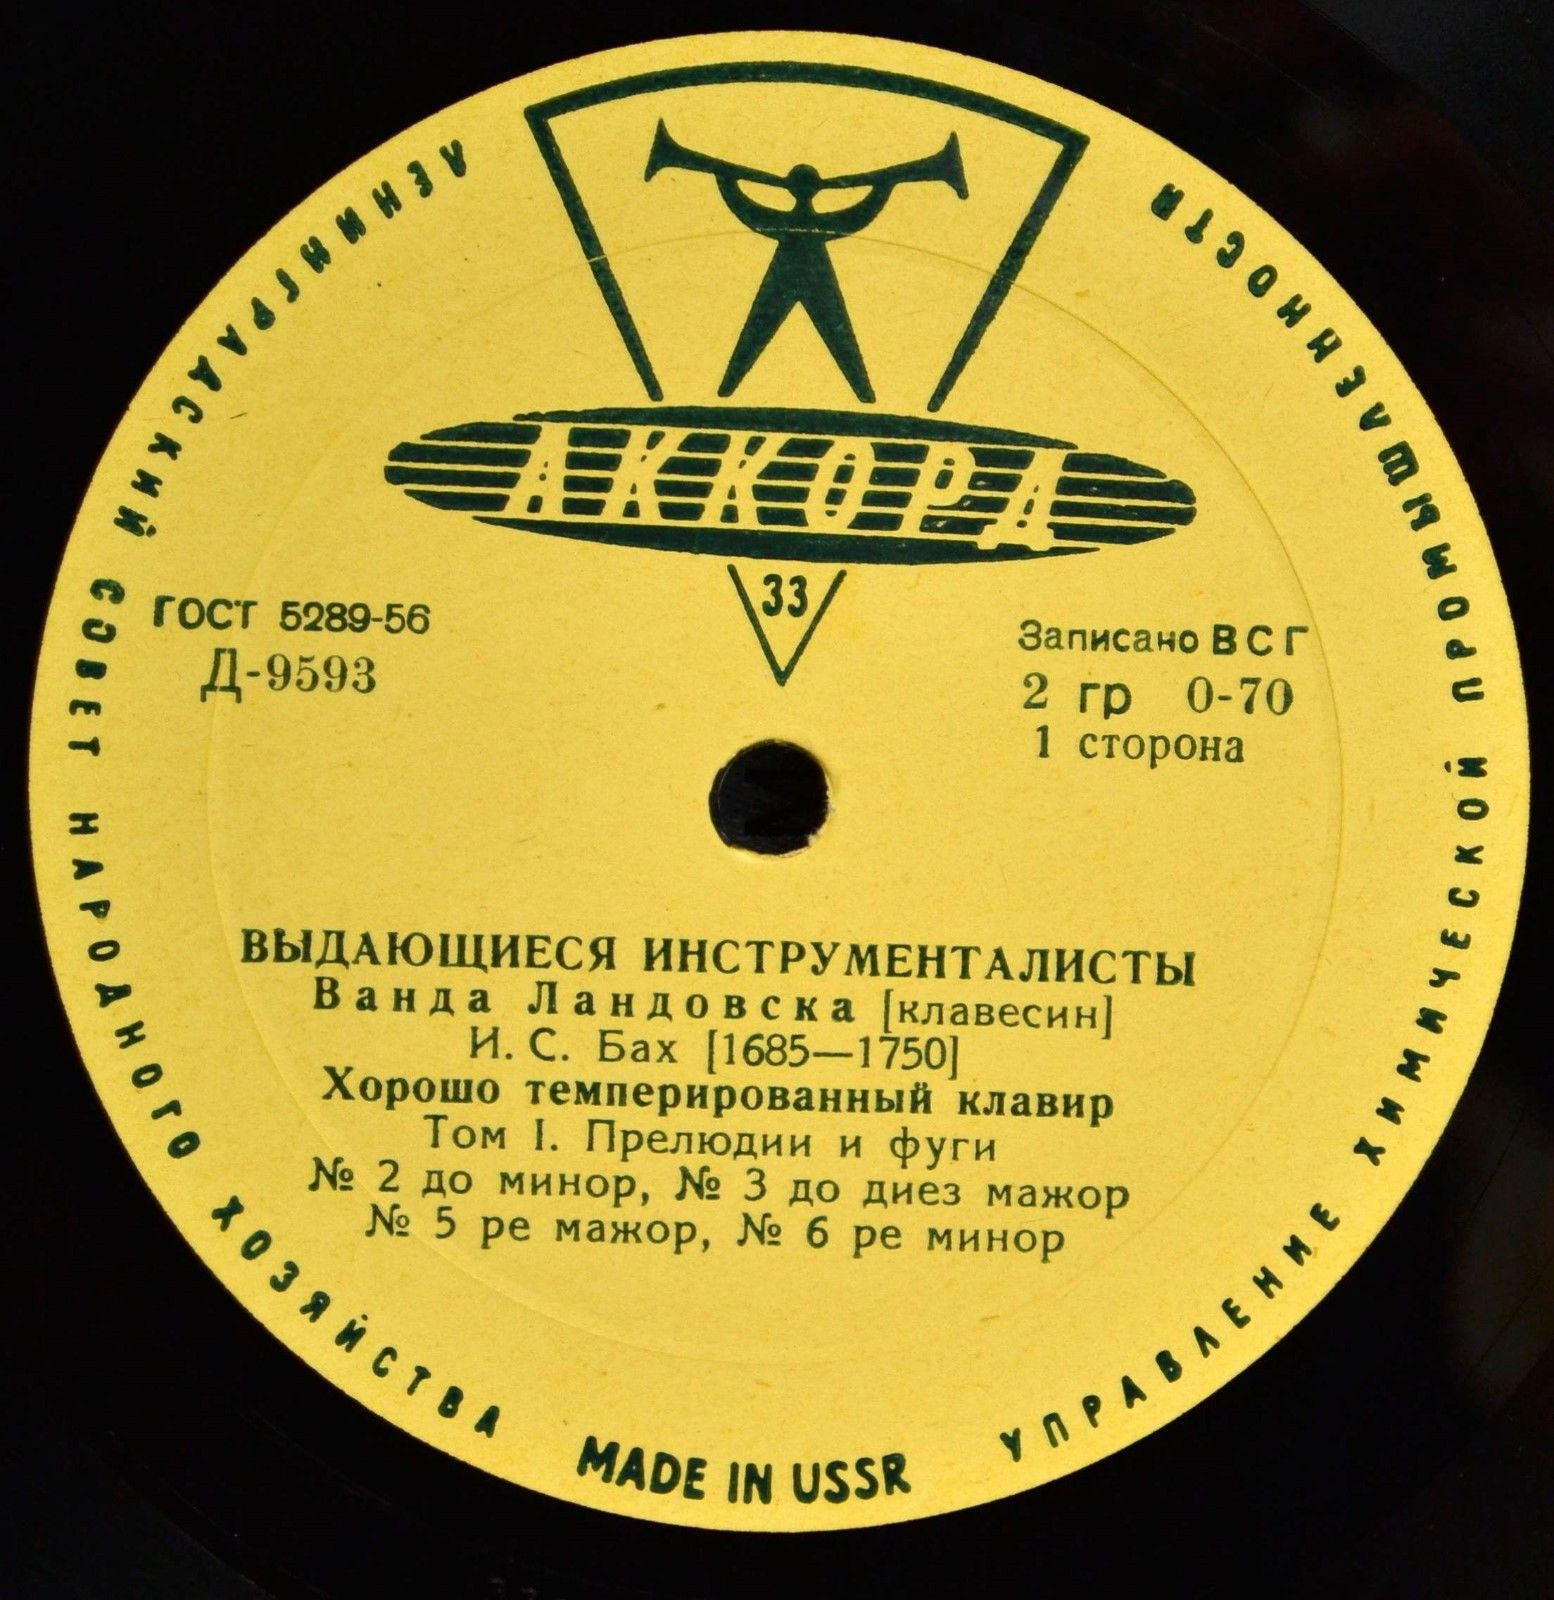 ЛЕНИНГРАДСКИЙ СОВЕТ НАРОДНОГО ХОЗЯЙСТВА
УПРАВЛЕНИЕ ХИМИЧЕСКОЙ ПРОМЫШЛЕННОСТИ
АККОРД
33
ГОСТ 5289-56
Д-9593
Записано ВСГ
2 гр 0-70
1 сторона
ВЫДАЮЩИЕСЯ ИНСТРУМЕНТАЛИСТЫ
Ванда Ландовска [клавесин]
И. С. Бах [1685—1750]
Хорошо темперированный клавир
Том I. Прелюдии и фуги
№ 2 до минор, № 3 до диез мажор
№ 5 ре мажор, № 6 ре минор
MADE IN USSR